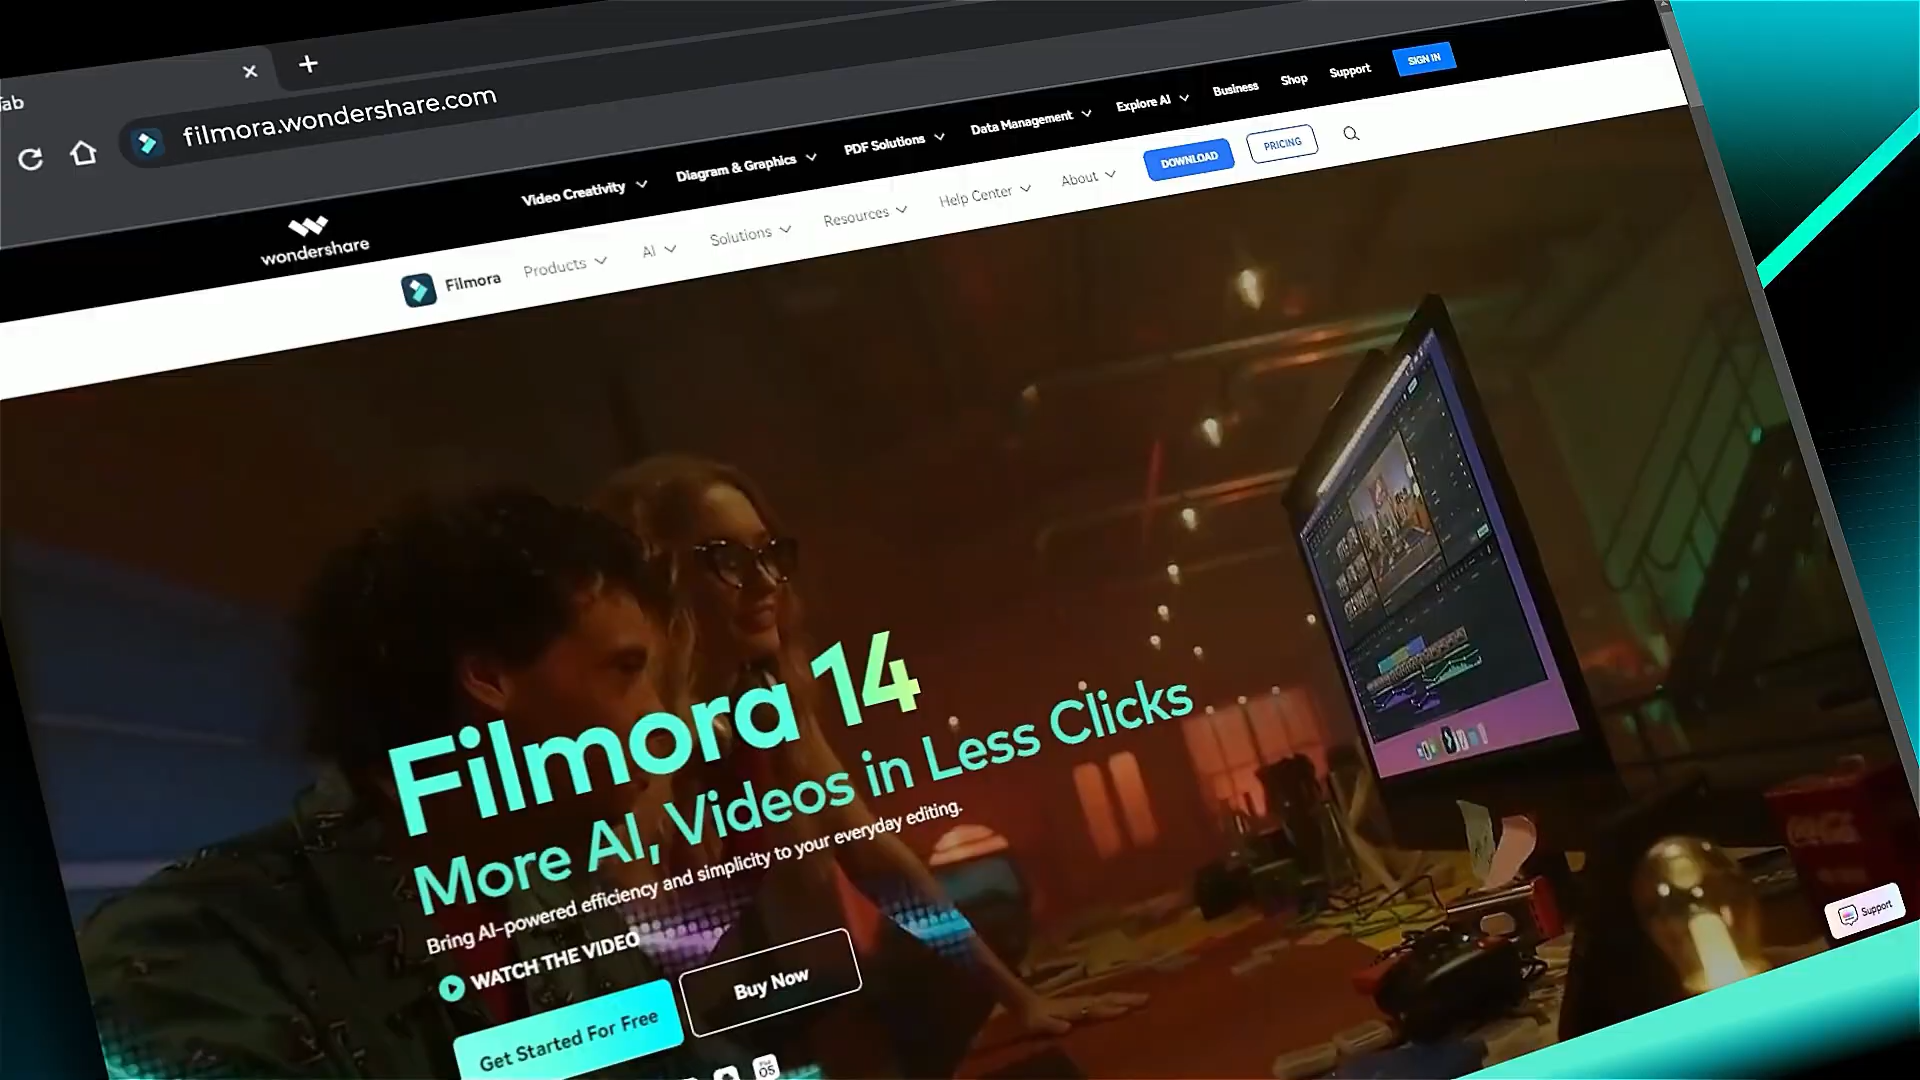 Tab
filmora.wondershare.com
wondershare
Video Creativity
Diagram & Graphics
PDF Solutions
Data Management
Explore AI
Business
Shop
Support
SIGN IN
Filmora
Products
AI
Solutions
Resources
Help Center
About
DOWNLOAD
PRICING
Filmora 14
More AI, Videos in Less Clicks
Bring AI-powered efficiency and simplicity to your everyday editing.
WATCH THE VIDEO
Get Started For Free
Buy Now
Support